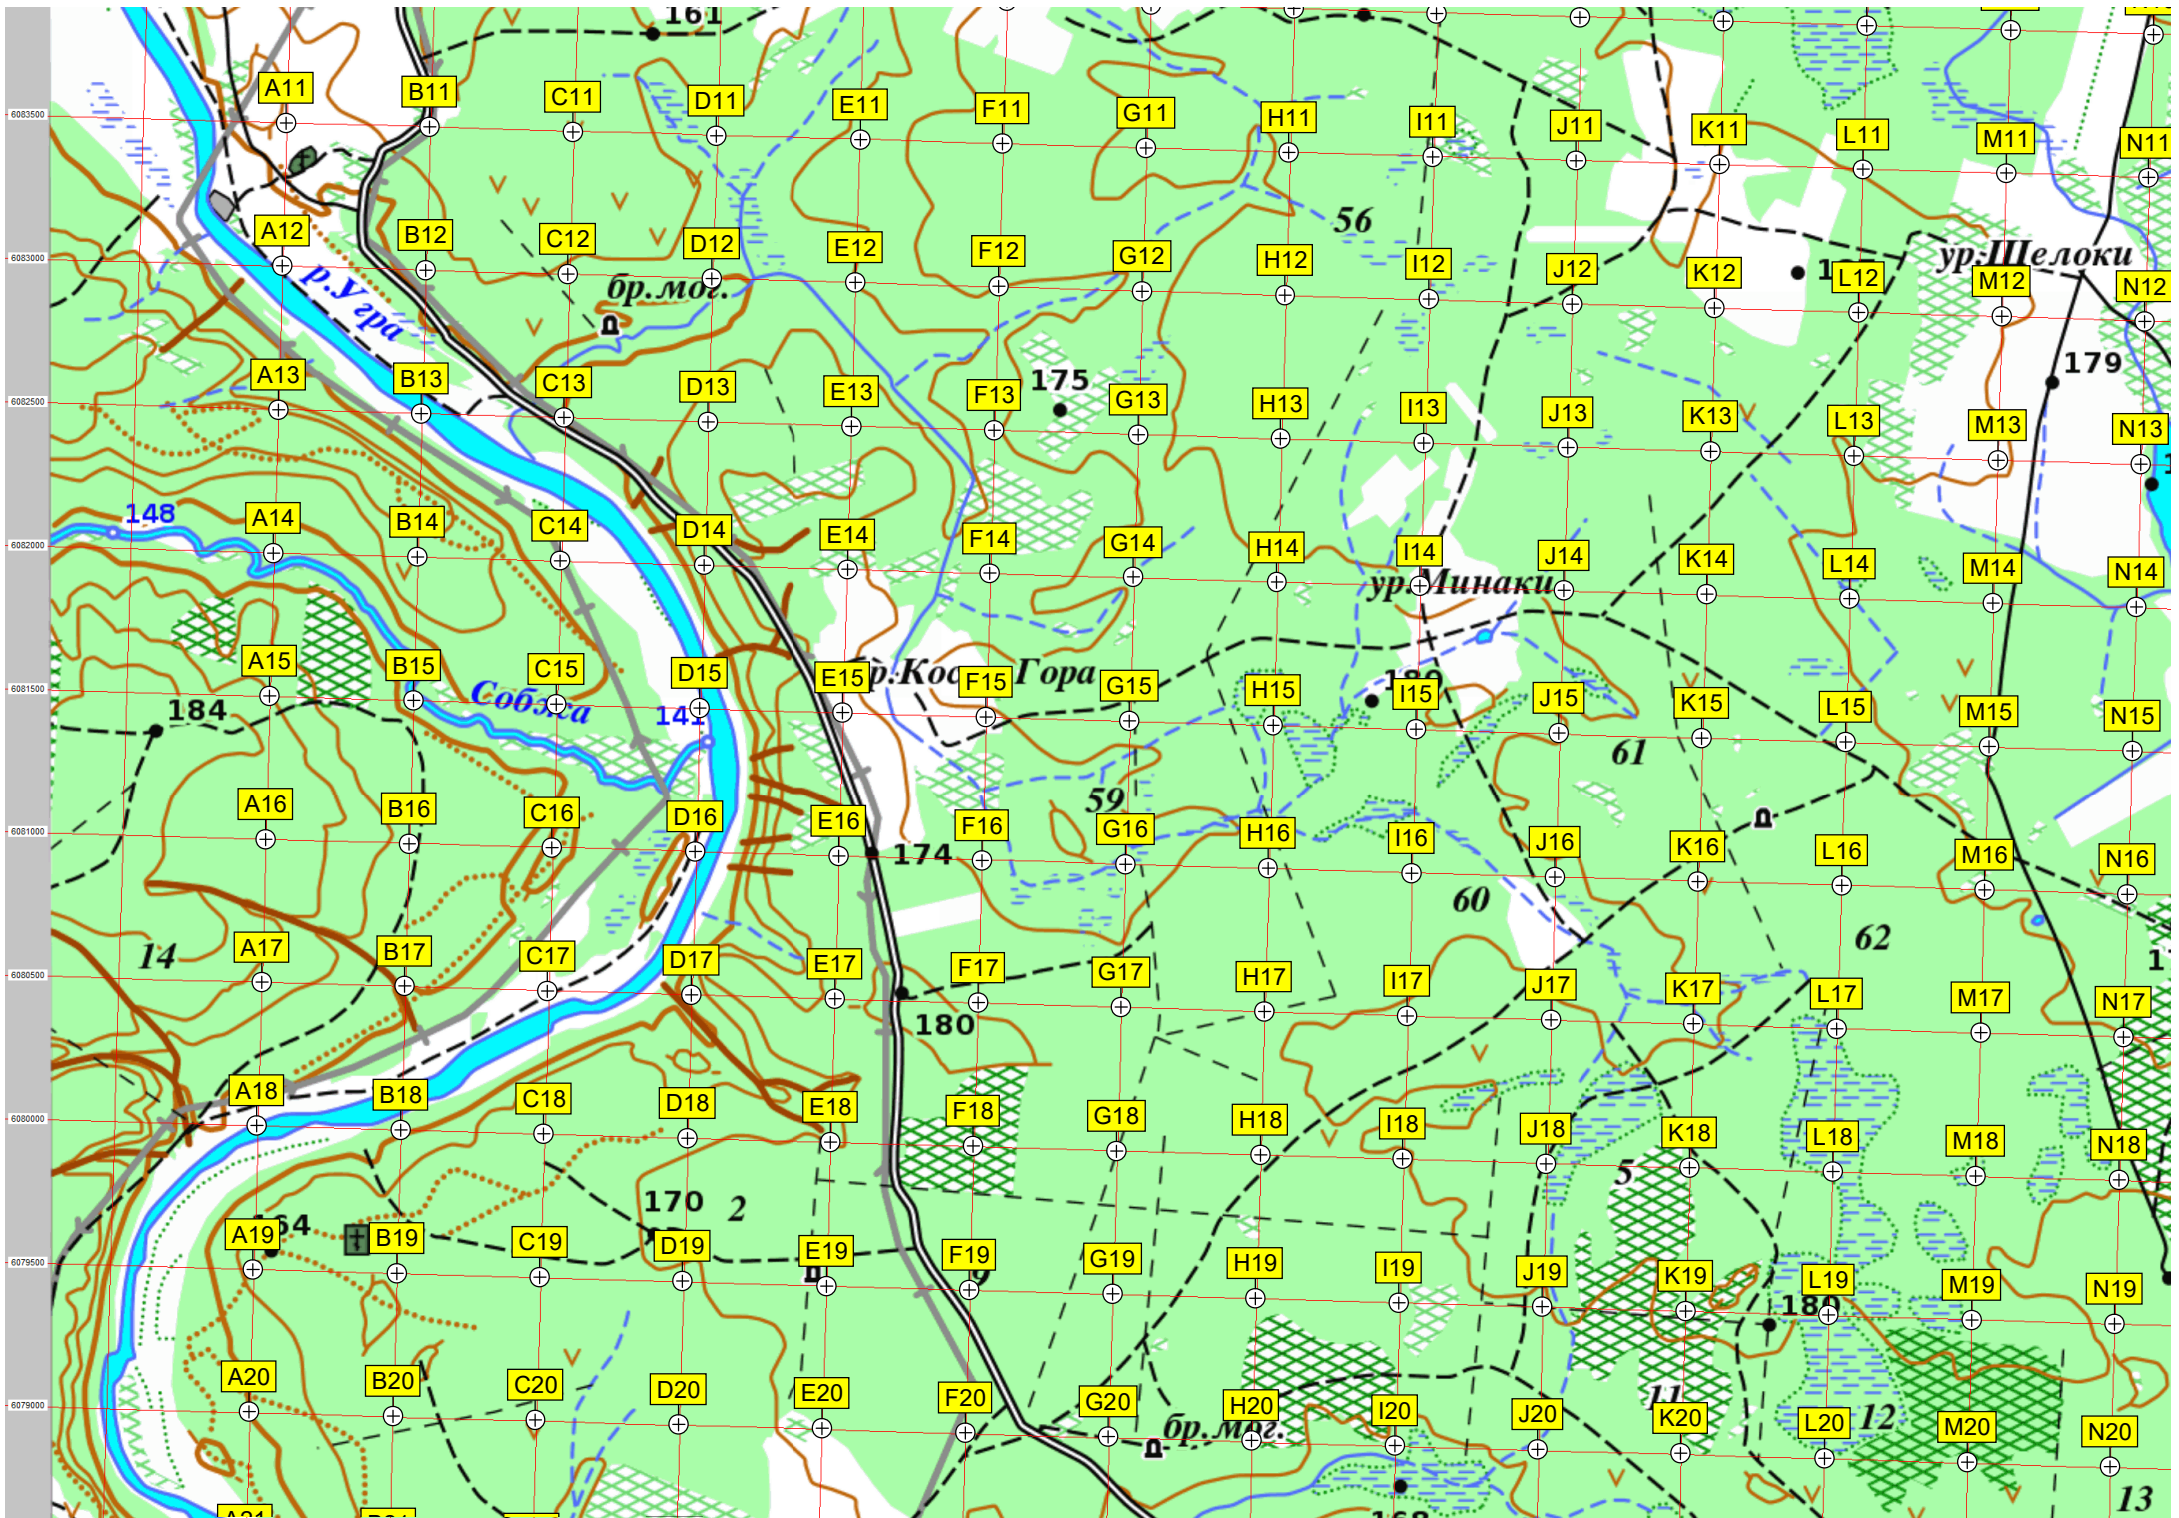 161
6083500
A11 B11 C11 D11 E11 F11 G11 H11 I11 J11 K11 L11 M11 N11
56
6083000
A12 B12 C12 D12 E12 F12 G12 H12 I12 J12 K12 L12 M12 N12
р.Угра
бр.мог.
ур.Шелоки
179
175
6082500
A13 B13 C13 D13 E13 F13 G13 H13 I13 J13 K13 L13 M13 N13
148
6082000
A14 B14 C14 D14 E14 F14 G14 H14 I14 J14 K14 L14 M14 N14
ур.Минаки
6081500
A15 B15 C15 D15 E15 F15 G15 H15 I15 J15 K15 L15 M15 N15
Гора
184
Собжа
141
61
59
6081000
A16 B16 C16 D16 E16 F16 G16 H16 I16 J16 K16 L16 M16 N16
174
60
62
14
6080500
A17 B17 C17 D17 E17 F17 G17 H17 I17 J17 K17 L17 M17 N17
180
6080000
A18 B18 C18 D18 E18 F18 G18 H18 I18 J18 K18 L18 M18 N18
5
170
2
6079500
A19 B19 C19 D19 E19 F19 G19 H19 I19 J19 K19 L19 M19 N19
9
180
6079000
A20 B20 C20 D20 E20 F20 G20 H20 I20 J20 K20 L20 M20 N20
11
12
бр.мог.
13
168
A21 B21